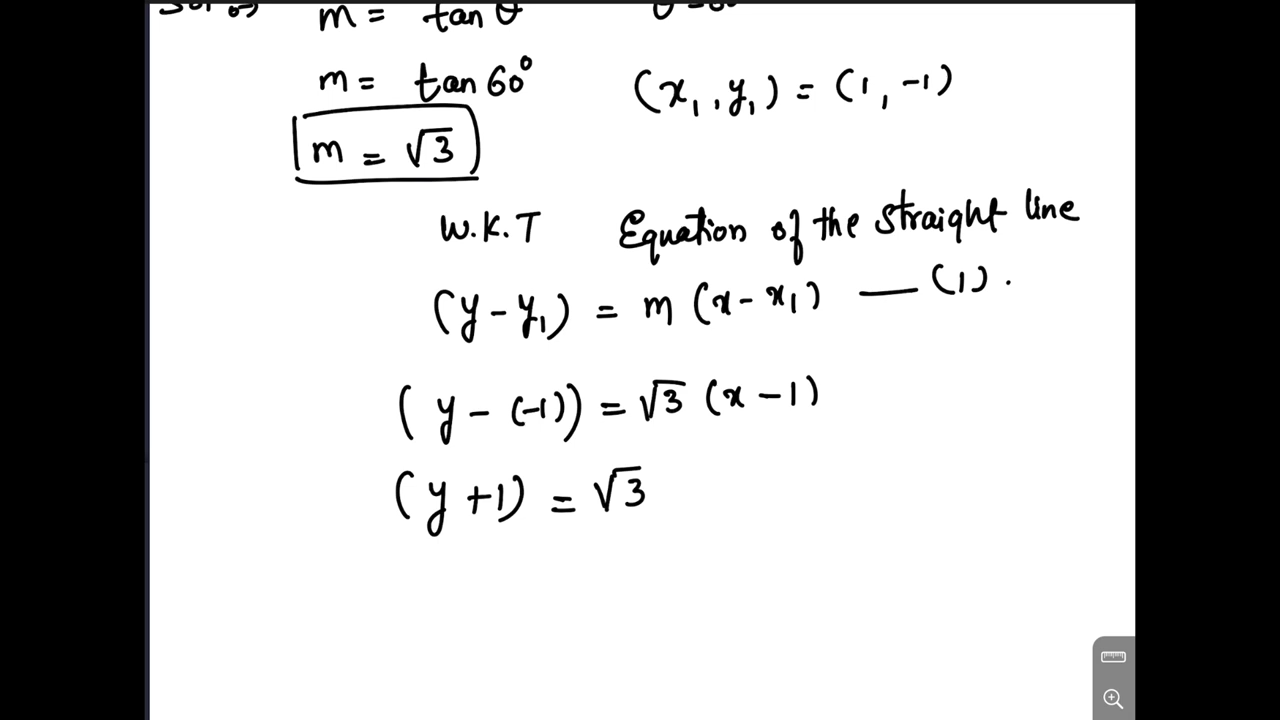 m = tan θ
m = tan 60°
(x₁, y₁) = (1, -1)
m = √3
W.K.T Equation of the straight line
(y - y₁) = m (x - x₁) — (1).
(y - (-1)) = √3 (x - 1)
(y + 1) = √3